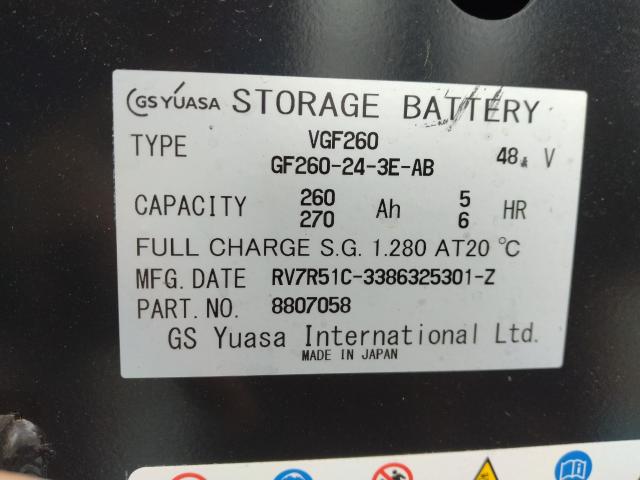 GS YUASA STORAGE BATTERY
TYPE VGF260
GF260-24-3E-AB 48 V
CAPACITY 260 Ah 5 HR
270 6
FULL CHARGE S.G. 1.280 AT20 ℃
MFG. DATE RV7R51C-3386325301-Z
PART. NO. 8807058
GS Yuasa International Ltd.
MADE IN JAPAN